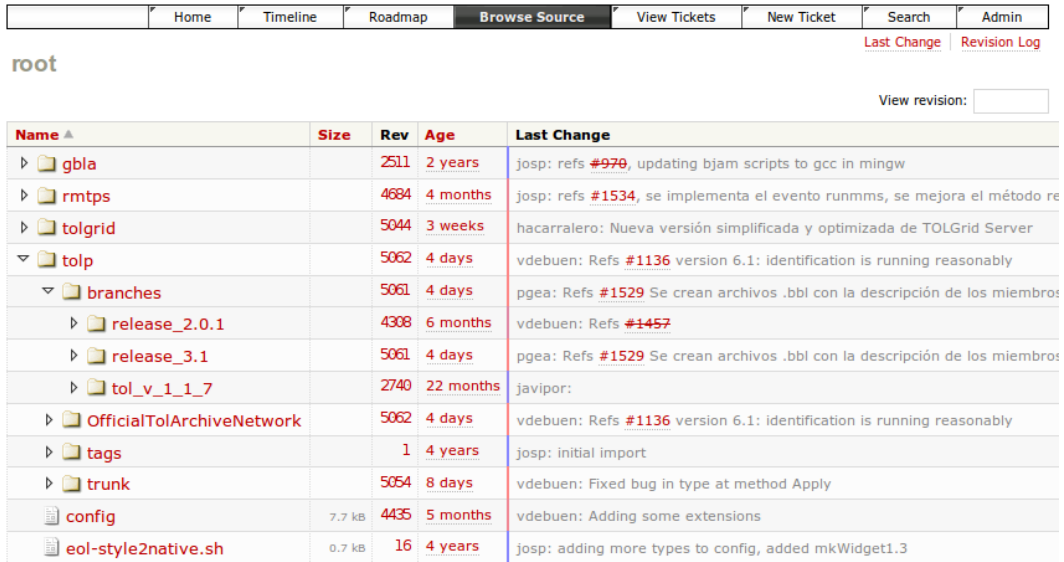 Home Timeline Roadmap Browse Source View Tickets New Ticket Search Admin
Last Change Revision Log
root
View revision:
Name Size Rev Age Last Change
gbla 2511 2 years josp: refs #970, updating bjam scripts to gcc in mingw
rmtps 4684 4 months josp: refs #1534, se implementa el evento runmms, se mejora el método re
tolgrid 5044 3 weeks hacarralero: Nueva versión simplificada y optimizada de TOLGrid Server
tolp 5062 4 days vdebuen: Refs #1136 version 6.1: identification is running reasonably
branches 5061 4 days pgea: Refs #1529 Se crean archivos .bbl con la descripción de los miembros
release_2.0.1 4308 6 months vdebuen: Refs #1457
release_3.1 5061 4 days pgea: Refs #1529 Se crean archivos .bbl con la descripción de los miembros
tol_v_1_1_7 2740 22 months javipor:
OfficialTolArchiveNetwork 5062 4 days vdebuen: Refs #1136 version 6.1: identification is running reasonably
tags 1 4 years josp: initial import
trunk 5054 8 days vdebuen: Fixed bug in type at method Apply
config 7.7 kB 4435 5 months vdebuen: Adding some extensions
eol-style2native.sh 0.7 kB 16 4 years josp: adding more types to config, added mkWidget1.3